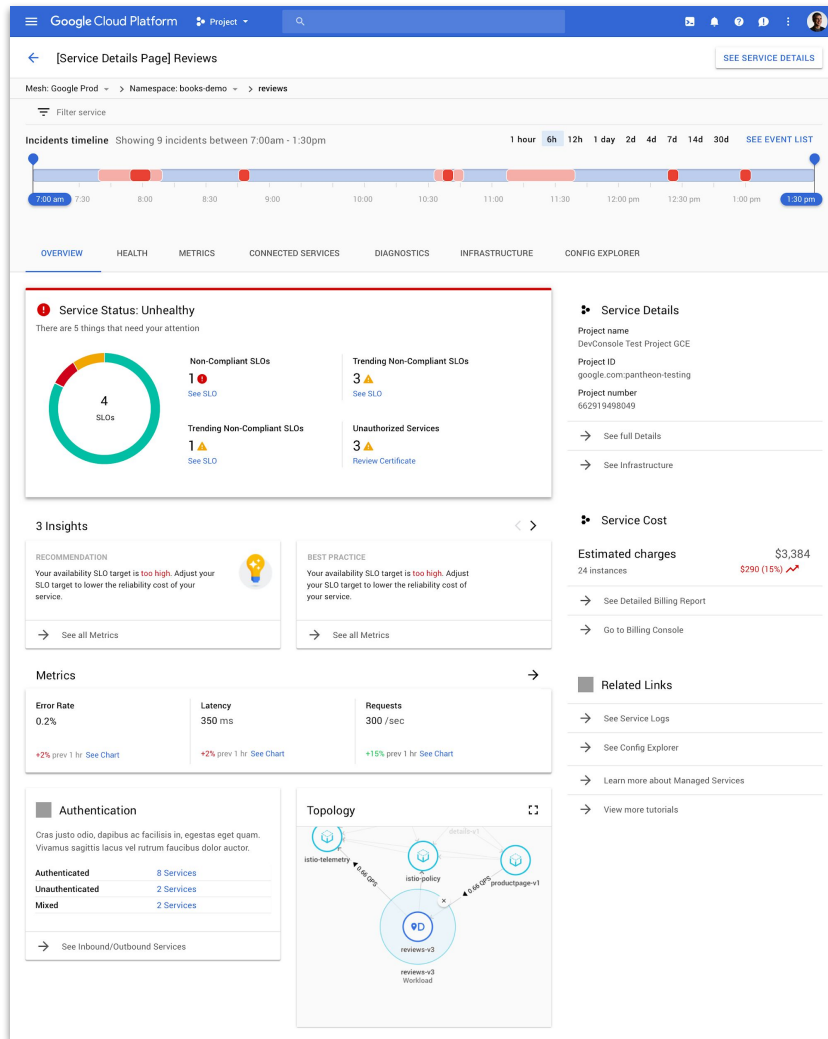 Google Cloud Platform
Project
[Service Details Page] Reviews
SEE SERVICE DETAILS
Mesh: Google Prod > Namespace: books-demo > reviews
Filter service
Incidents timeline Showing 9 incidents between 7:00am - 1:30pm
1 hour 6h 12h 1 day 2d 4d 7d 14d 30d SEE EVENT LIST
7:00 am 7:30 8:00 8:30 9:00 10:00 10:30 11:00 11:30 12:00 pm 12:30 pm 1:00 pm 1:30 pm
OVERVIEW HEALTH METRICS CONNECTED SERVICES DIAGNOSTICS INFRASTRUCTURE CONFIG EXPLORER
Service Status: Unhealthy
There are 5 things that need your attention
4
SLOs
Non-Compliant SLOs
1
See SLO
Trending Non-Compliant SLOs
3
See SLO
Trending Non-Compliant SLOs
1
See SLO
Unauthorized Services
3
Review Certificate
Service Details
Project name
DevConsole Test Project GCE
Project ID
google.com:pantheon-testing
Project number
662919498049
See full Details
See Infrastructure
3 Insights
RECOMMENDATION
Your availability SLO target is too high. Adjust your
SLO target to lower the reliability cost of your
service.
See all Metrics
BEST PRACTICE
Your availability SLO target is too high. Adjust
your SLO target to lower the reliability cost of
your service.
See all Metrics
Service Cost
Estimated charges $3,384
24 instances $290 (15%)
See Detailed Billing Report
Go to Billing Console
Metrics
Error Rate
0.2%
+2% prev 1 hr See Chart
Latency
350 ms
+2% prev 1 hr See Chart
Requests
300 /sec
+15% prev 1 hr See Chart
Related Links
See Service Logs
See Config Explorer
Learn more about Managed Services
View more tutorials
Authentication
Cras justo odio, dapibus ac facilisis in, egestas eget quam.
Vivamus sagittis lacus vel rutrum faucibus dolor auctor.
Authenticated 8 Services
Unauthenticated 2 Services
Mixed 2 Services
See Inbound/Outbound Services
Topology
details-v1
istio-telemetry
istio-policy
productpage-v1
0.66 QPS
0.66 QPS
D
reviews-v3
reviews-v3
Workload